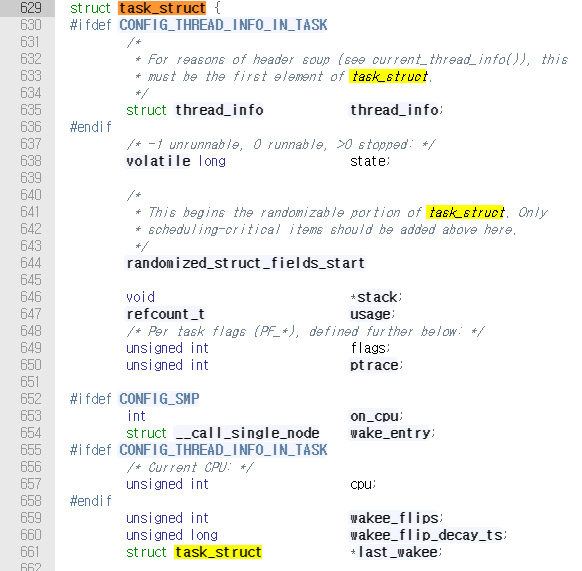 629 struct task_struct {
630 #ifdef CONFIG_THREAD_INFO_IN_TASK
631 /*
632 * For reasons of header soup (see current_thread_info()), this
633 * must be the first element of task_struct.
634 */
635 struct thread_info thread_info;
636 #endif
637 /* -1 unrunnable, 0 runnable, >0 stopped: */
638 volatile long state;
639
640 /*
641 * This begins the randomizable portion of task_struct. Only
642 * scheduling-critical items should be added above here.
643 */
644 randomized_struct_fields_start
645
646 void *stack;
647 refcount_t usage;
648 /* Per task flags (PF_*), defined further below: */
649 unsigned int flags;
650 unsigned int ptrace;
651
652 #ifdef CONFIG_SMP
653 int on_cpu;
654 struct __call_single_node wake_entry;
655 #ifdef CONFIG_THREAD_INFO_IN_TASK
656 /* Current CPU: */
657 unsigned int cpu;
658 #endif
659 unsigned int wakee_flips;
660 unsigned long wakee_flip_decay_ts;
661 struct task_struct *last_wakee;
662